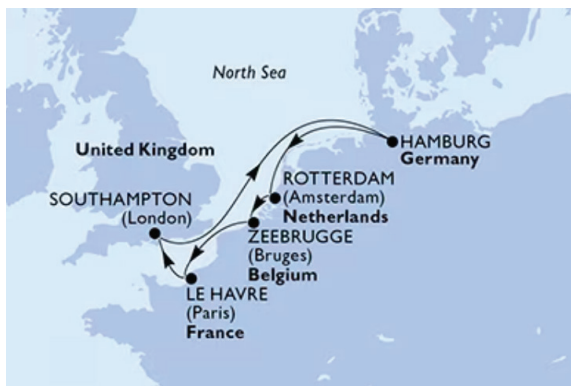 North Sea
United Kingdom
HAMBURG
Germany
ROTTERDAM
(Amsterdam)
Netherlands
SOUTHAMPTON
(London)
ZEEBRUGGE
(Bruges)
Belgium
LE HAVRE
(Paris)
France